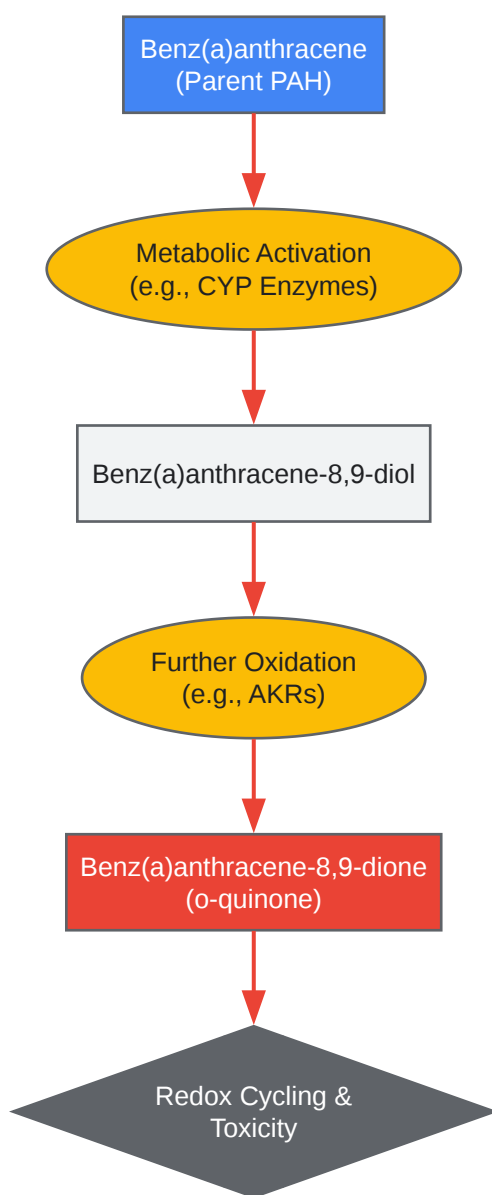 Benz(a)anthracene
(Parent PAH)
Metabolic Activation
(e.g., CYP Enzymes)
Benz(a)anthracene-8,9-diol
Further Oxidation
(e.g., AKRs)
Benz(a)anthracene-8,9-dione
(o-quinone)
Redox Cycling &
Toxicity